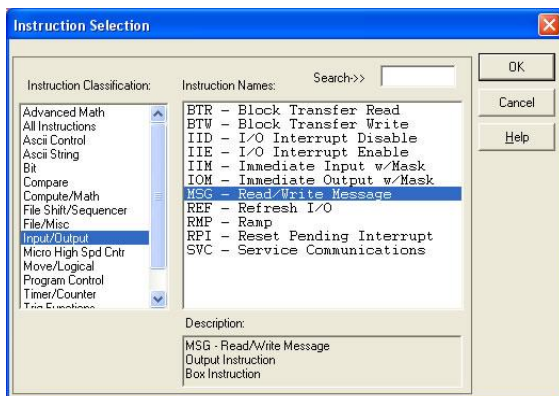 Instruction Selection
Instruction Classification:
Advanced Math
All Instructions
Ascii Control
Ascii String
Bit
Compare
Compute/Math
File Shift/Sequencer
File/Misc
Input/Output
Micro High Spd Cntr
Move/Logical
Program Control
Timer/Counter
Trig Functions
Instruction Names:
Search->>
BTR - Block Transfer Read
BTW - Block Transfer Write
IID - I/O Interrupt Disable
IIE - I/O Interrupt Enable
IIM - Immediate Input w/Mask
IOM - Immediate Output w/Mask
MSG - Read/Write Message
REF - Refresh I/O
RMP - Ramp
RPI - Reset Pending Interrupt
SVC - Service Communications
Description:
MSG - Read/Write Message
Output Instruction
Box Instruction
OK
Cancel
Help